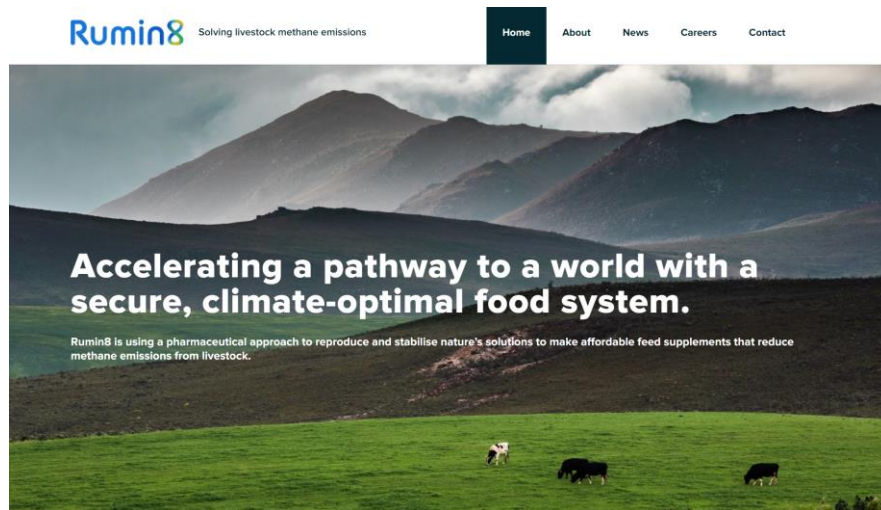 Rumin8
Solving livestock methane emissions
Home
About
News
Careers
Contact
Accelerating a pathway to a world with a
secure, climate-optimal food system.
Rumin8 is using a pharmaceutical approach to reproduce and stabilise nature's solutions to make affordable feed supplements that reduce
methane emissions from livestock.